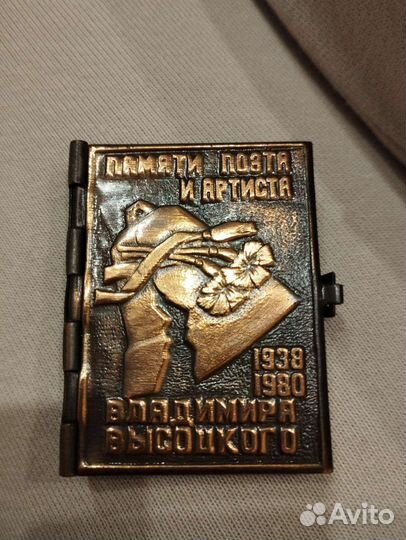 ПАМЯТИ ПОЭТА
И АРТИСТА
1938
1980
ВЛАДИМИРА
ВЫСОЦКОГО
Avito